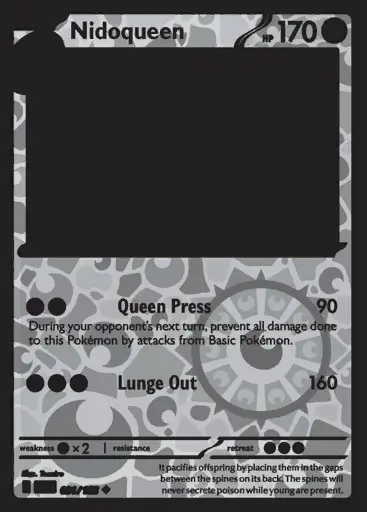 Nidoqueen HP 170
Queen Press 90
During your opponent's next turn, prevent all damage done
to this Pokémon by attacks from Basic Pokémon.
Lunge Out 160
weakness ×2 resistance retreat
It pacifies offspring by placing them in the gaps
between the spines on its back. The spines will
never secrete poison while young are present.